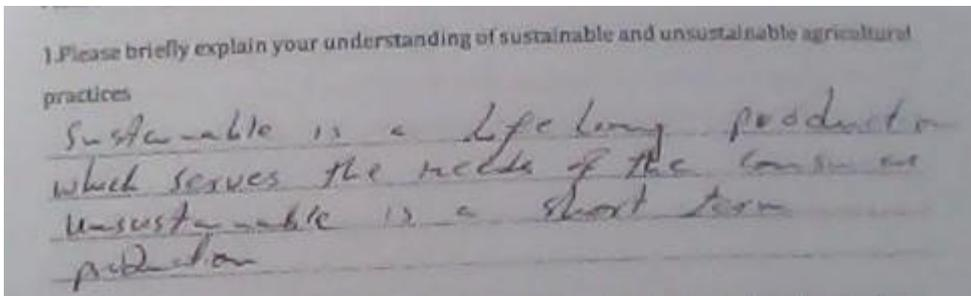 1.Please briefly explain your understanding of sustainable and unsustainable agricultural
practices
Sustainable is a Life long production
which serves the needs of the consumer
Unsustainable is a short term
production